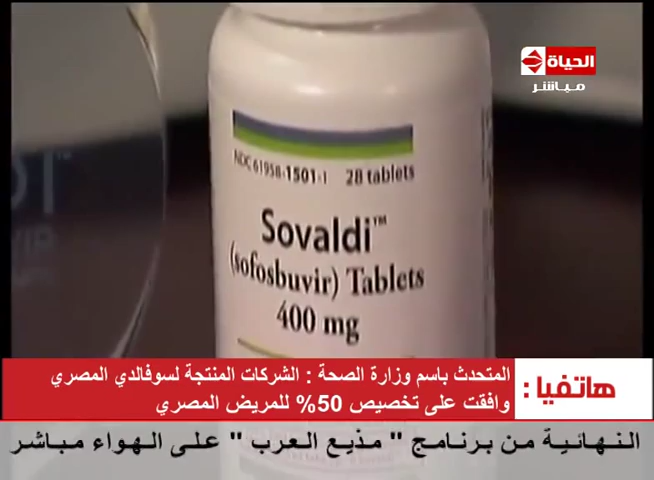 الحياة
مباشر
NDC 61958-1501-1 28 tablets
Sovaldi™
(sofosbuvir) Tablets
400 mg
هاتفيا :
المتحدث باسم وزارة الصحة : الشركات المنتجة لسوفالدي المصري
وافقت على تخصيص 50% للمريض المصري
النهائية من برنامج " مذيع العرب " على الهواء مباشر